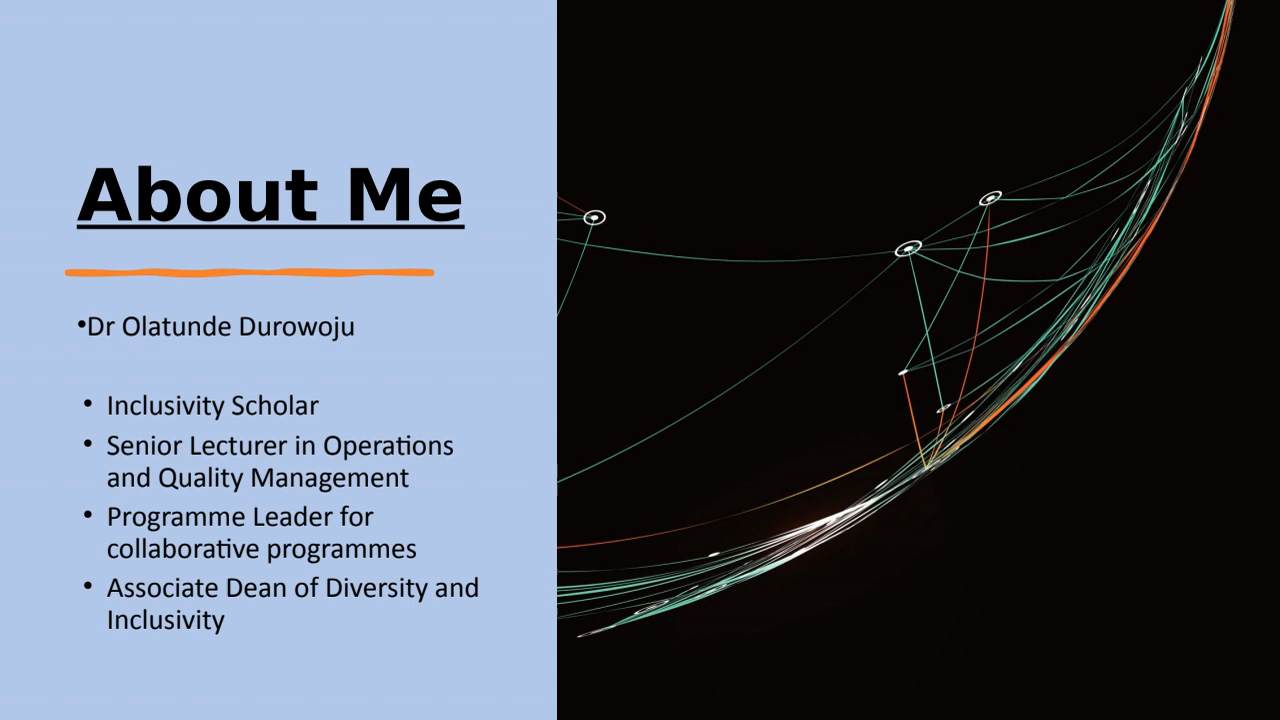 About Me
•Dr Olatunde Durowoju
• Inclusivity Scholar
• Senior Lecturer in Operations
and Quality Management
• Programme Leader for
collaborative programmes
• Associate Dean of Diversity and
Inclusivity